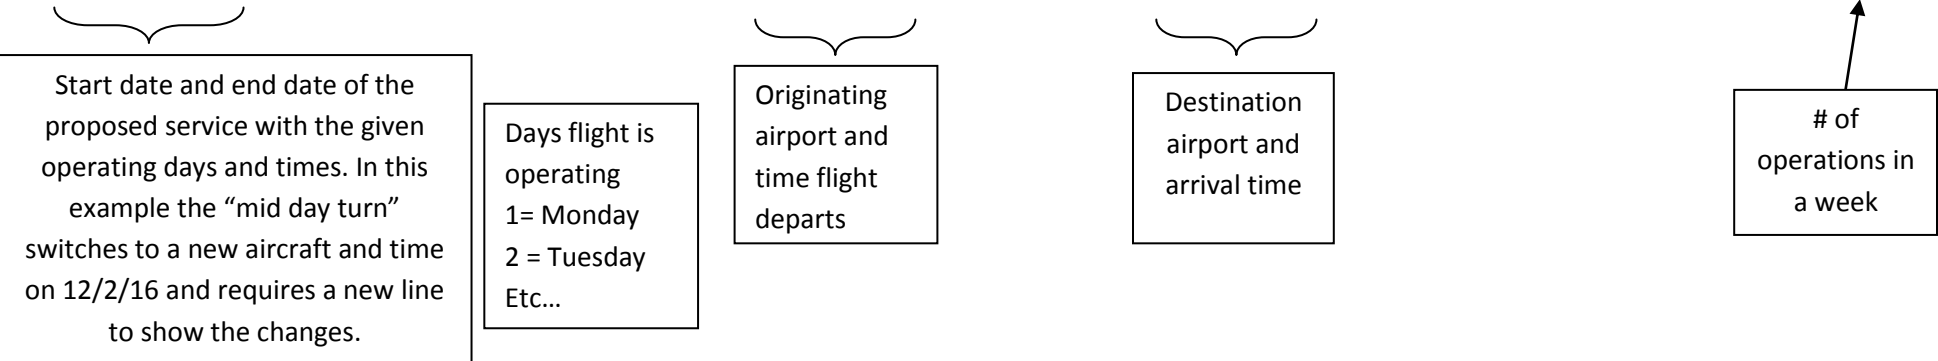 Start date and end date of the
proposed service with the given
operating days and times. In this
example the “mid day turn”
switches to a new aircraft and time
on 12/2/16 and requires a new line
to show the changes.
Days flight is
operating
1= Monday
2 = Tuesday
Etc…
Originating
airport and
time flight
departs
Destination
airport and
arrival time
# of
operations in
a week